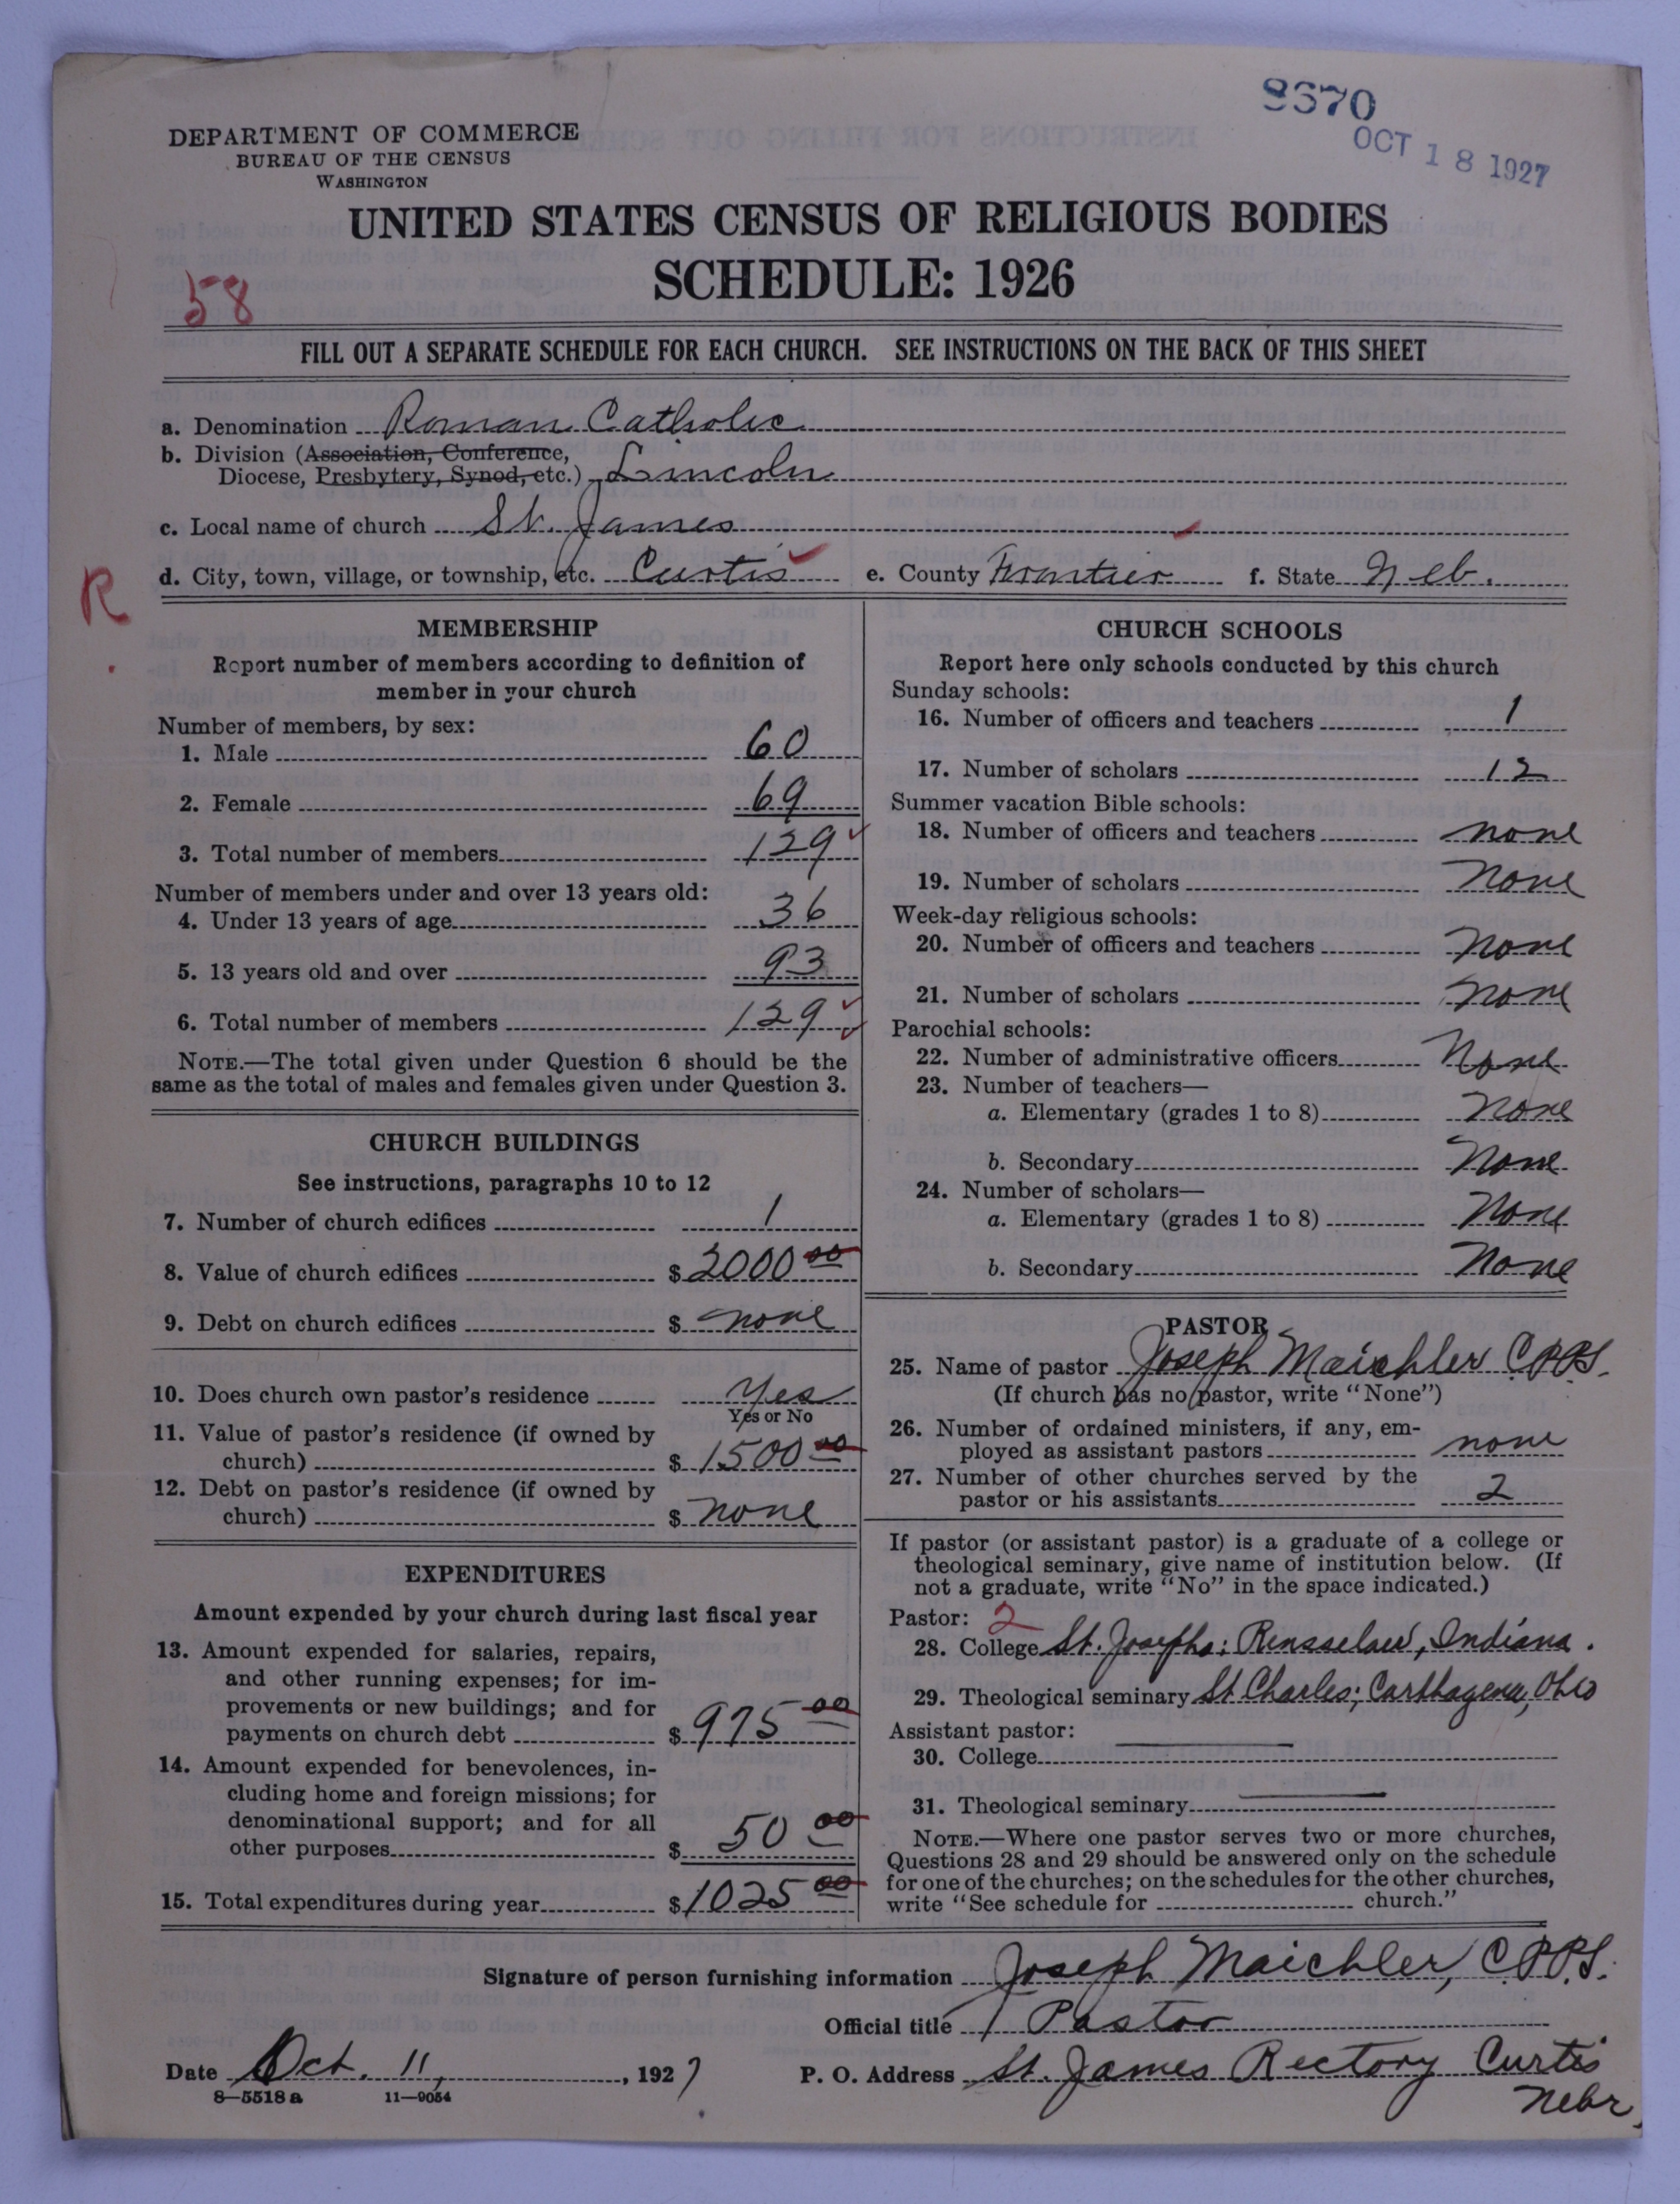 8670
OCT 18 1927
DEPARTMENT OF COMMERCE
BUREAU OF THE CENSUS
WASHINGTON
UNITED STATES CENSUS OF RELIGIOUS BODIES
SCHEDULE: 1926
58
FILL OUT A SEPARATE SCHEDULE FOR EACH CHURCH. SEE INSTRUCTIONS ON THE BACK OF THIS SHEET
a. Denomination Roman Catholic
b. Division (Association, Conference,
Diocese, Presbytery, Synod, etc.) Lincoln
c. Local name of church St. James
d. City, town, village, or township, etc. Curtis e. County Frontier f. State Neb.
R
MEMBERSHIP
Report number of members according to definition of
member in your church
Number of members, by sex:
1. Male 60
2. Female 69
3. Total number of members 129
Number of members under and over 13 years old:
4. Under 13 years of age 36
5. 13 years old and over 93
6. Total number of members 129
NOTE.—The total given under Question 6 should be the
same as the total of males and females given under Question 3.
CHURCH BUILDINGS
See instructions, paragraphs 10 to 12
7. Number of church edifices 1
8. Value of church edifices $ 2000 00
9. Debt on church edifices $ none
10. Does church own pastor's residence Yes
Yes or No
11. Value of pastor's residence (if owned by
church) $ 1500 00
12. Debt on pastor's residence (if owned by
church) $ none
EXPENDITURES
Amount expended by your church during last fiscal year
13. Amount expended for salaries, repairs,
and other running expenses; for im-
provements or new buildings; and for
payments on church debt $ 975 00
14. Amount expended for benevolences, in-
cluding home and foreign missions; for
denominational support; and for all
other purposes $ 50 00
15. Total expenditures during year $ 1025 00
CHURCH SCHOOLS
Report here only schools conducted by this church
Sunday schools:
16. Number of officers and teachers 1
17. Number of scholars 12
Summer vacation Bible schools:
18. Number of officers and teachers none
19. Number of scholars None
Week-day religious schools:
20. Number of officers and teachers None
21. Number of scholars None
Parochial schools:
22. Number of administrative officers None
23. Number of teachers—
a. Elementary (grades 1 to 8) None
b. Secondary None
24. Number of scholars—
a. Elementary (grades 1 to 8) None
b. Secondary None
PASTOR
25. Name of pastor Joseph Maichler C.PP.S.
(If church has no pastor, write "None")
26. Number of ordained ministers, if any, em-
ployed as assistant pastors none
27. Number of other churches served by the
pastor or his assistants 2
If pastor (or assistant pastor) is a graduate of a college or
theological seminary, give name of institution below. (If
not a graduate, write "No" in the space indicated.)
Pastor: 2
28. College St. Josephs: Rensselaer, Indiana.
29. Theological seminary St Charles; Carthagena, Ohio
Assistant pastor:
30. College
31. Theological seminary
NOTE.—Where one pastor serves two or more churches,
Questions 28 and 29 should be answered only on the schedule
for one of the churches; on the schedules for the other churches,
write "See schedule for church."
Signature of person furnishing information Joseph Maichler, C.PP.S.
Official title Pastor
Date Oct. 11, , 1927 P. O. Address St. James Rectory Curtis
Nebr.
8—5518 a 11—9054